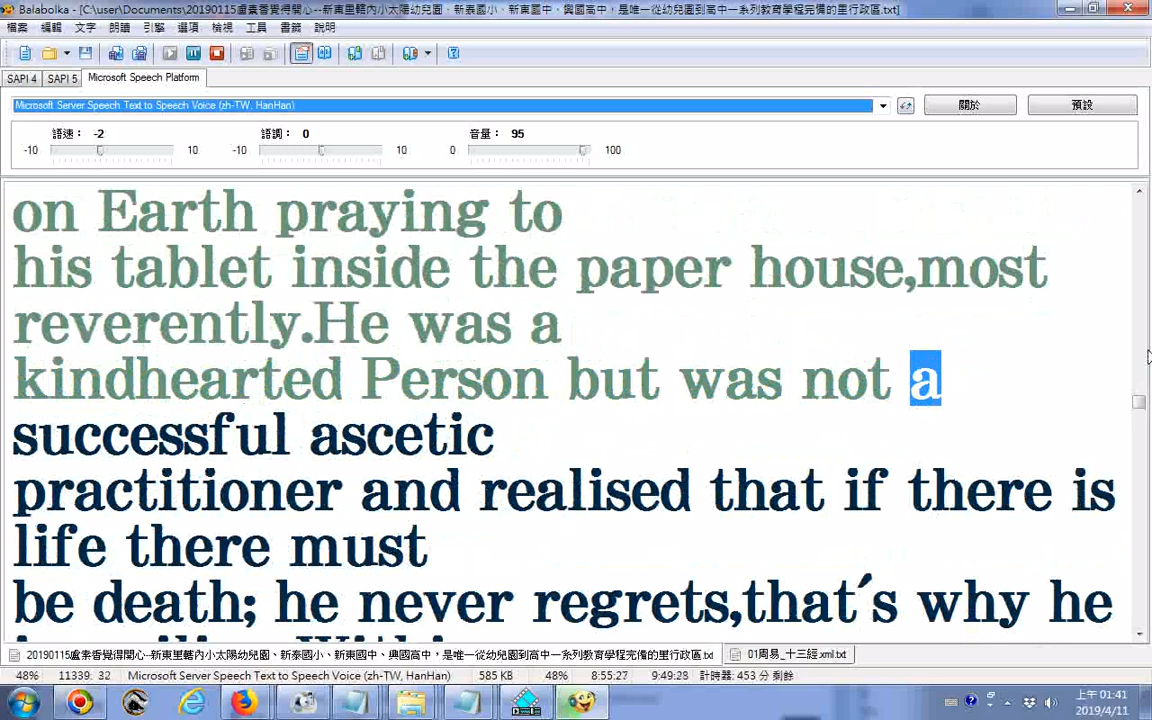 Balabolka - [C:\user\Documents\20190115盧素香覺得開心--新東里轄內小太陽幼兒園、新泰國小、新東國中、興國高中，是唯一從幼兒園到高中一系列教育學程完備的里行政區.txt]
檔案 編輯 文字 朗讀 引擎 選項 檢視 工具 書籤 說明
SAPI 4 SAPI 5 Microsoft Speech Platform
Microsoft Server Speech Text to Speech Voice (zh-TW, HanHan) 關於 預設
語速： -2 語調： 0 音量： 95
-10 10 -10 10 0 100
on Earth praying to
his tablet inside the paper house,most
reverently.He was a
kindhearted Person but was not a
successful ascetic
practitioner and realised that if there is
life there must
be death; he never regrets,that's why he
20190115盧素香覺得開心--新東里轄內小太陽幼兒園、新泰國小、新東國中、興國高中，是唯一從幼兒園到高中一系列教育學程完備的里行政區.txt 01周易_十三經.xml.txt
48% 11339: 32 Microsoft Server Speech Text to Speech Voice (zh-TW, HanHan) 585 KB 48% 8:55:27 9:49:28 計時器: 453 分 剩餘
上午 01:41
2019/4/11